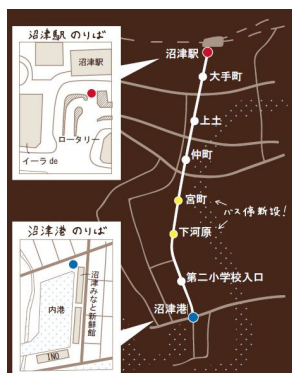 沼津駅 のりば
沼津駅
ロータリー
イーラde
沼津駅
大手町
上土
仲町
宮町
バス停新設!
下河原
第二小学校入口
沼津港
沼津港 のりば
沼津みなと新鮮館
内港
INO